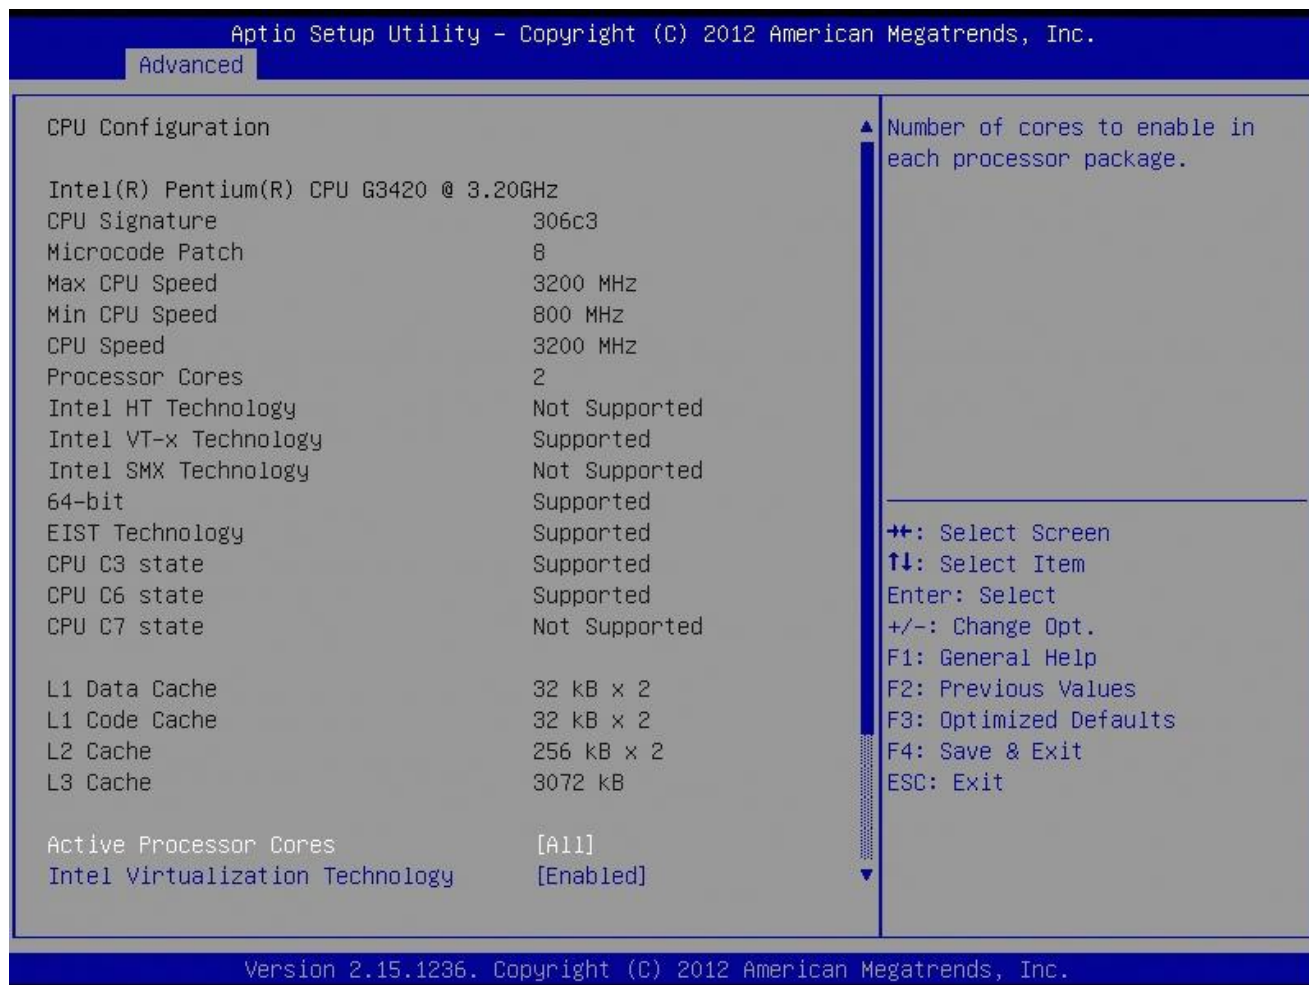 Aptio Setup Utility – Copyright (C) 2012 American Megatrends, Inc.
Advanced
CPU Configuration
Intel(R) Pentium(R) CPU G3420 @ 3.20GHz
CPU Signature 306c3
Microcode Patch 8
Max CPU Speed 3200 MHz
Min CPU Speed 800 MHz
CPU Speed 3200 MHz
Processor Cores 2
Intel HT Technology Not Supported
Intel VT-x Technology Supported
Intel SMX Technology Not Supported
64-bit Supported
EIST Technology Supported
CPU C3 state Supported
CPU C6 state Supported
CPU C7 state Not Supported
L1 Data Cache 32 kB x 2
L1 Code Cache 32 kB x 2
L2 Cache 256 kB x 2
L3 Cache 3072 kB
Active Processor Cores [All]
Intel Virtualization Technology [Enabled]
Number of cores to enable in
each processor package.
→←: Select Screen
↑↓: Select Item
Enter: Select
+/-: Change Opt.
F1: General Help
F2: Previous Values
F3: Optimized Defaults
F4: Save & Exit
ESC: Exit
Version 2.15.1236. Copyright (C) 2012 American Megatrends, Inc.